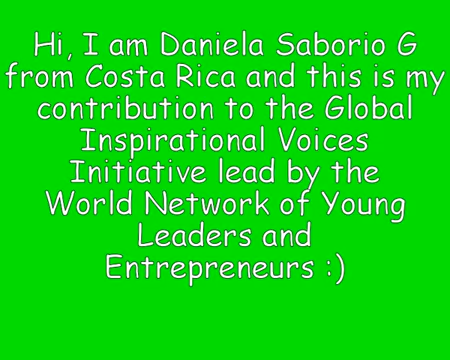 Hi, I am Daniela Saborio G
from Costa Rica and this is my
contribution to the Global
Inspirational Voices
Initiative lead by the
World Network of Young
Leaders and
Entrepreneurs :)